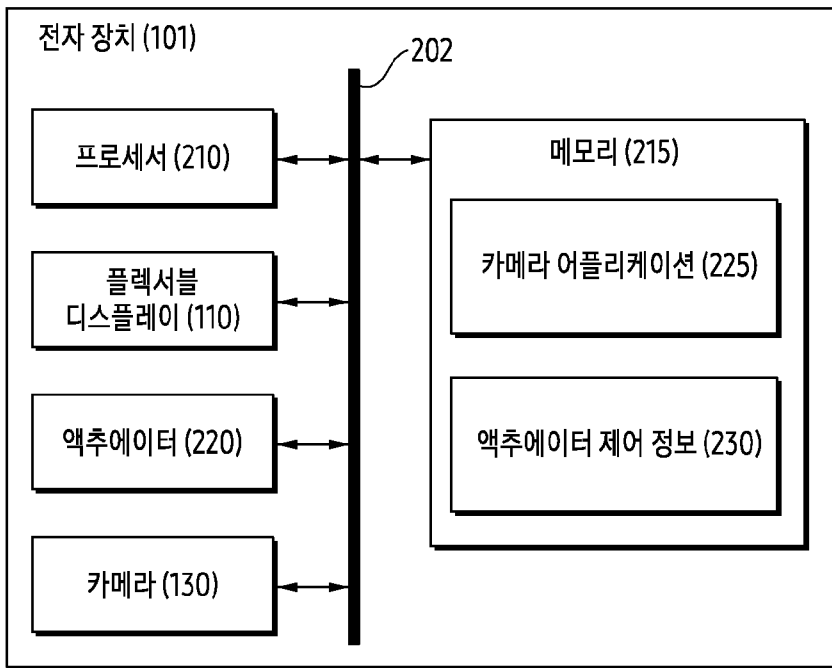 전자 장치 (101)
202
프로세서 (210)
플렉서블
디스플레이 (110)
액추에이터 (220)
카메라 (130)
메모리 (215)
카메라 어플리케이션 (225)
액추에이터 제어 정보 (230)